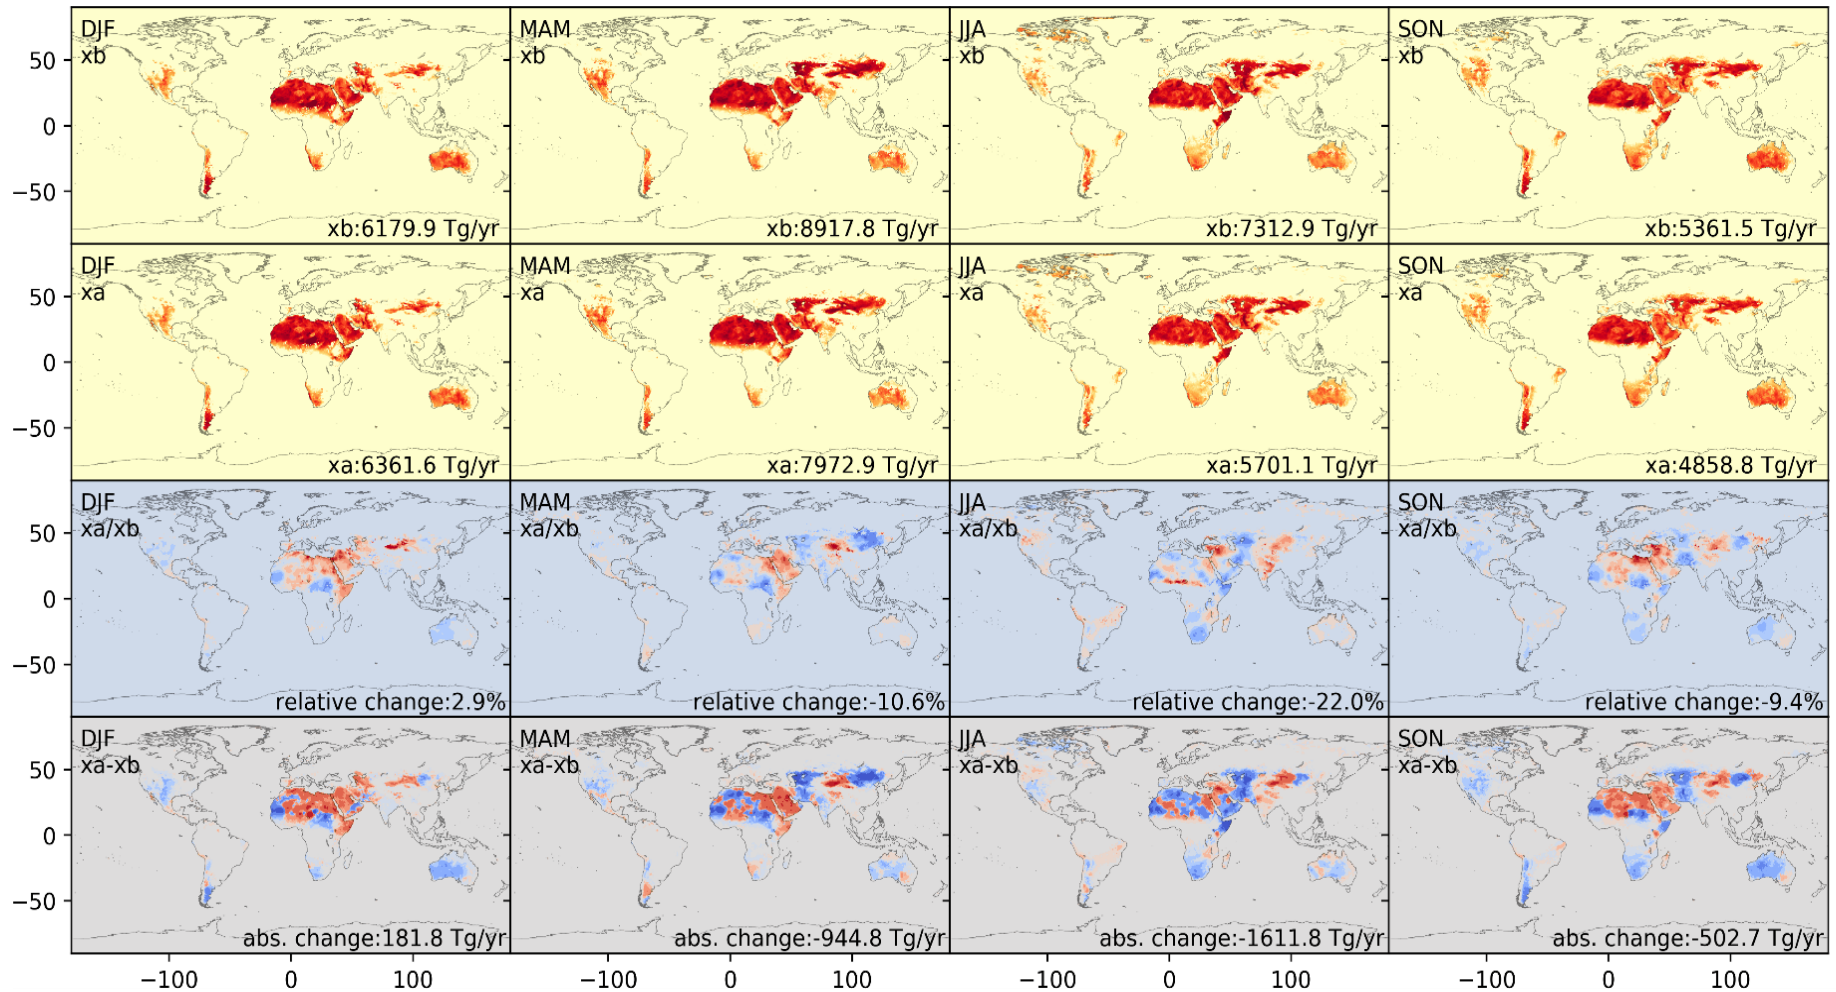 DJF
xb
50
0
−50
xb:6179.9 Tg/yr
MAM
xb
xb:8917.8 Tg/yr
JJA
xb
xb:7312.9 Tg/yr
SON
xb
xb:5361.5 Tg/yr
DJF
xa
50
0
−50
xa:6361.6 Tg/yr
MAM
xa
xa:7972.9 Tg/yr
JJA
xa
xa:5701.1 Tg/yr
SON
xa
xa:4858.8 Tg/yr
DJF
xa/xb
50
0
−50
relative change:2.9%
MAM
xa/xb
relative change:-10.6%
JJA
xa/xb
relative change:-22.0%
SON
xa/xb
relative change:-9.4%
DJF
xa-xb
50
0
−50
abs. change:181.8 Tg/yr
MAM
xa-xb
abs. change:-944.8 Tg/yr
JJA
xa-xb
abs. change:-1611.8 Tg/yr
SON
xa-xb
abs. change:-502.7 Tg/yr
−100 0 100 −100 0 100 −100 0 100 −100 0 100